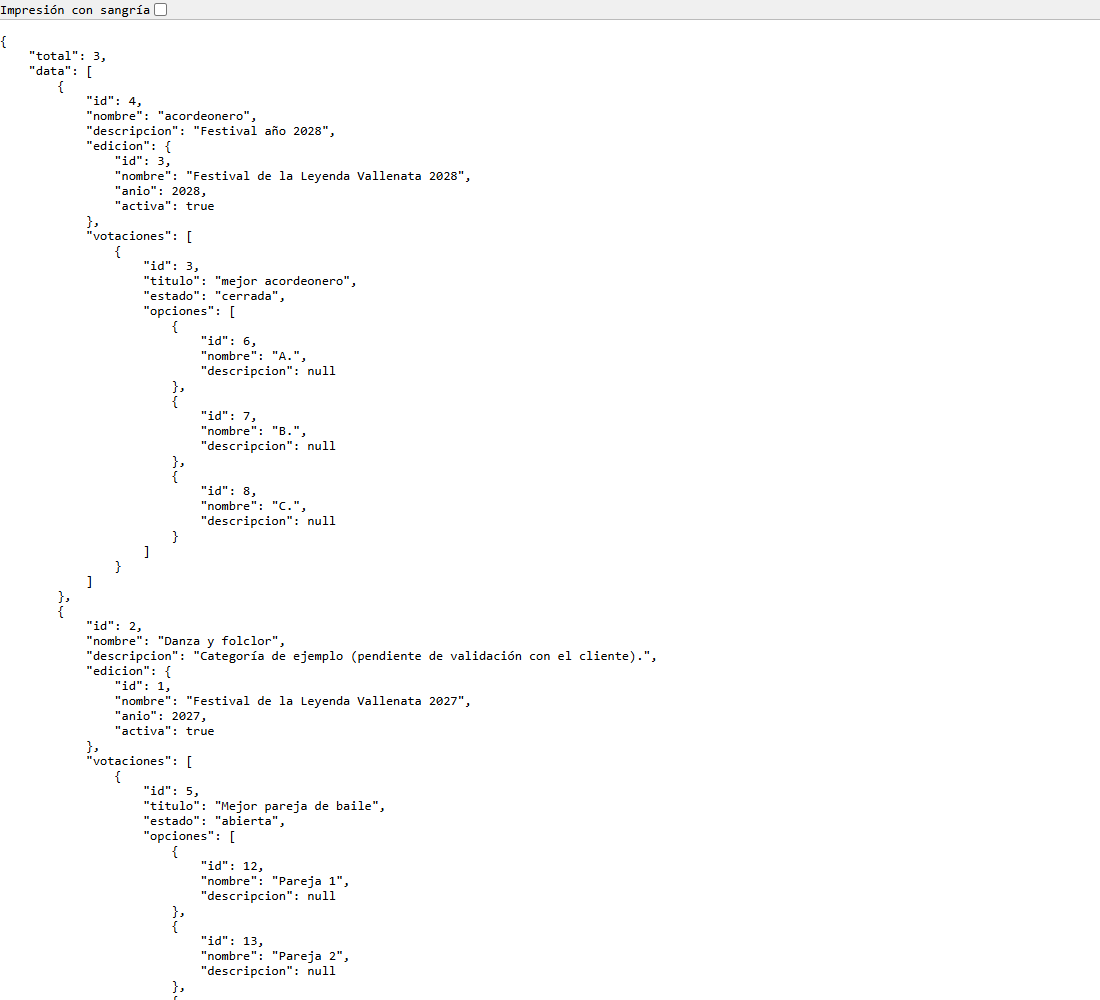 Impresión con sangría
{
    "total": 3,
    "data": [
        {
            "id": 4,
            "nombre": "acordeonero",
            "descripcion": "Festival año 2028",
            "edicion": {
                "id": 3,
                "nombre": "Festival de la Leyenda Vallenata 2028",
                "anio": 2028,
                "activa": true
            },
            "votaciones": [
                {
                    "id": 3,
                    "titulo": "mejor acordeonero",
                    "estado": "cerrada",
                    "opciones": [
                        {
                            "id": 6,
                            "nombre": "A.",
                            "descripcion": null
                        },
                        {
                            "id": 7,
                            "nombre": "B.",
                            "descripcion": null
                        },
                        {
                            "id": 8,
                            "nombre": "C.",
                            "descripcion": null
                        }
                    ]
                }
            ]
        },
        {
            "id": 2,
            "nombre": "Danza y folclor",
            "descripcion": "Categoría de ejemplo (pendiente de validación con el cliente).",
            "edicion": {
                "id": 1,
                "nombre": "Festival de la Leyenda Vallenata 2027",
                "anio": 2027,
                "activa": true
            },
            "votaciones": [
                {
                    "id": 5,
                    "titulo": "Mejor pareja de baile",
                    "estado": "abierta",
                    "opciones": [
                        {
                            "id": 12,
                            "nombre": "Pareja 1",
                            "descripcion": null
                        },
                        {
                            "id": 13,
                            "nombre": "Pareja 2",
                            "descripcion": null
                        },
                        {